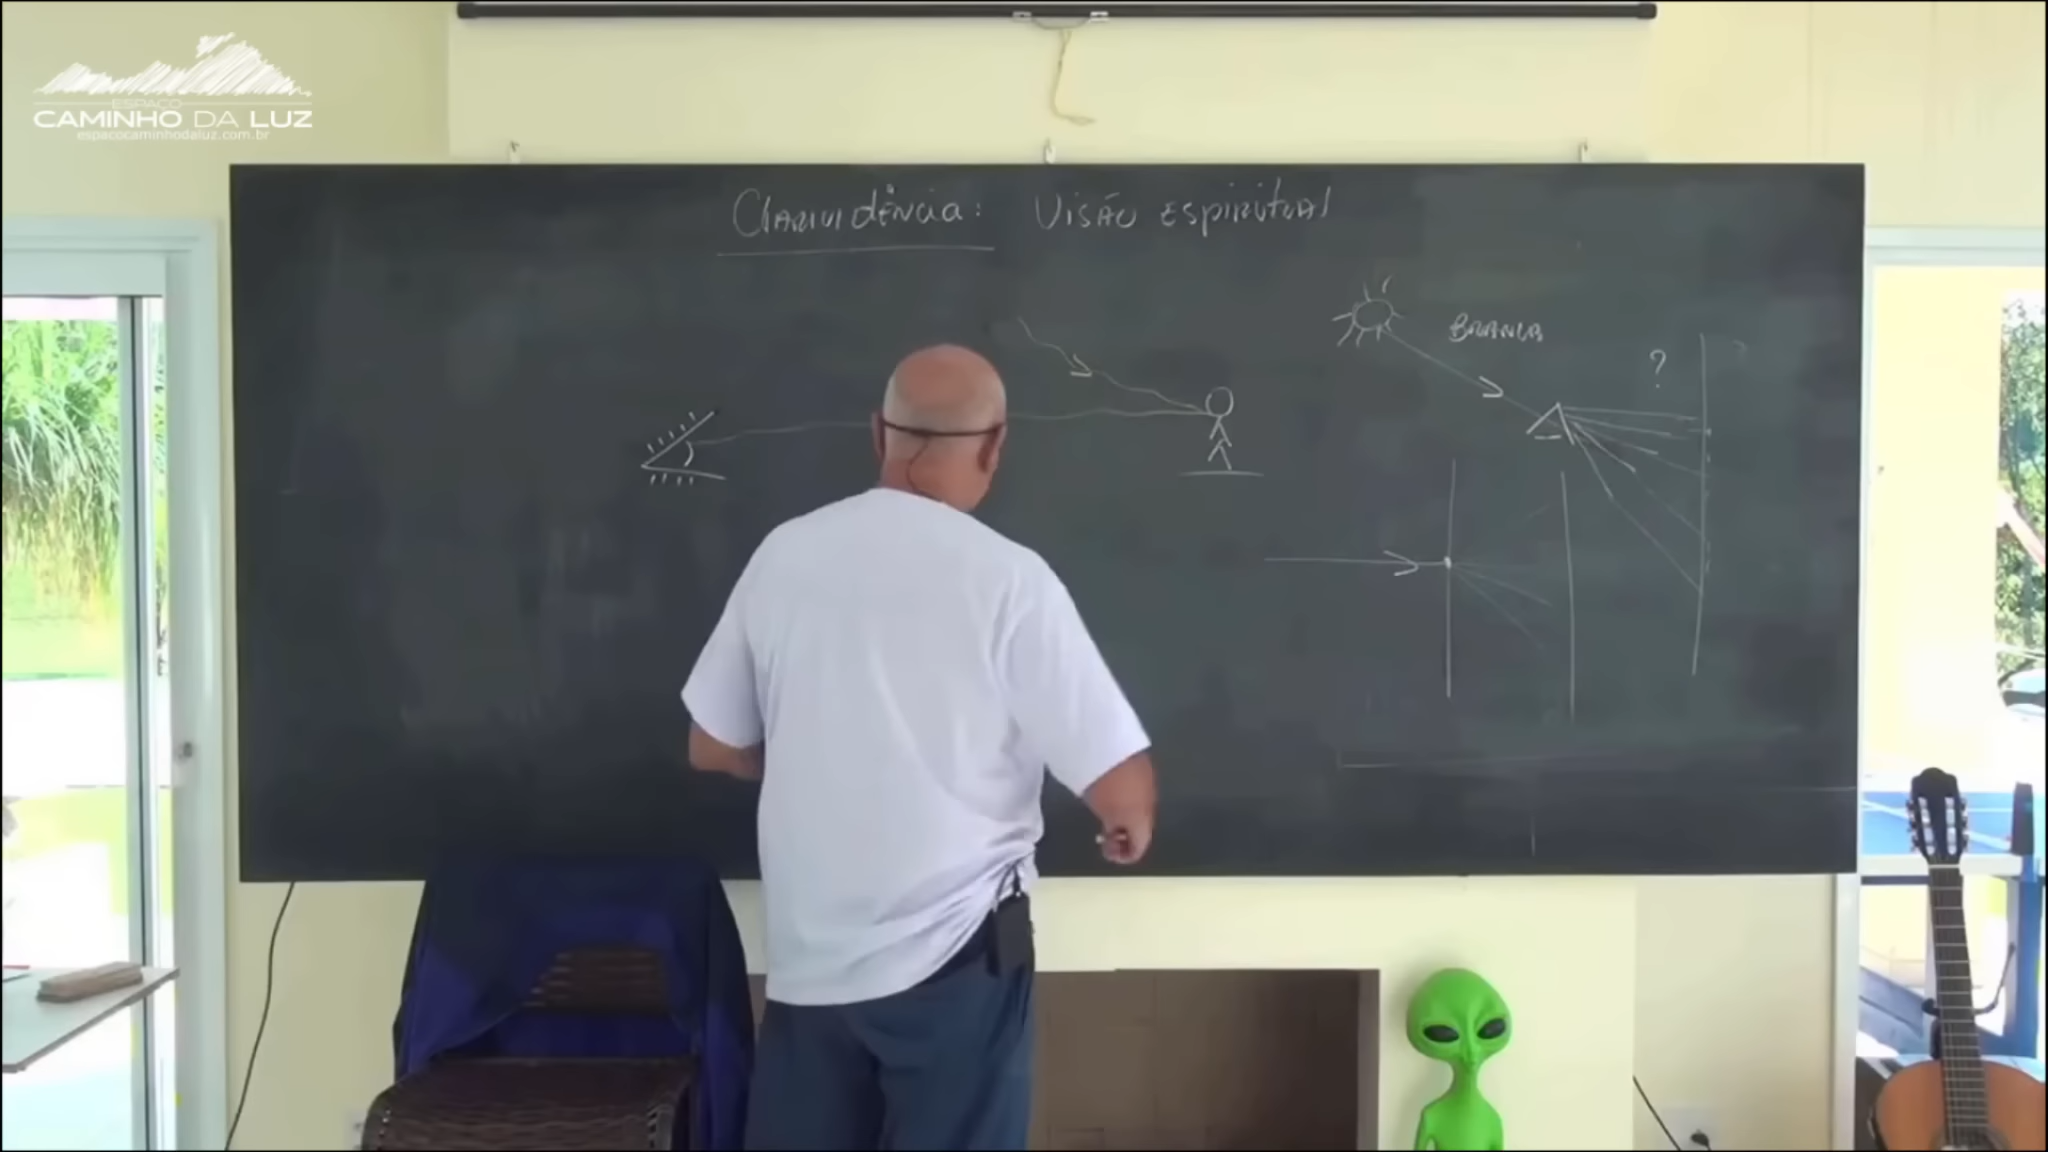 ESPAÇO
CAMINHO DA LUZ
espacocaminhodaluz.com.br
Clarividência: Visão espiritual
BRANCA
?